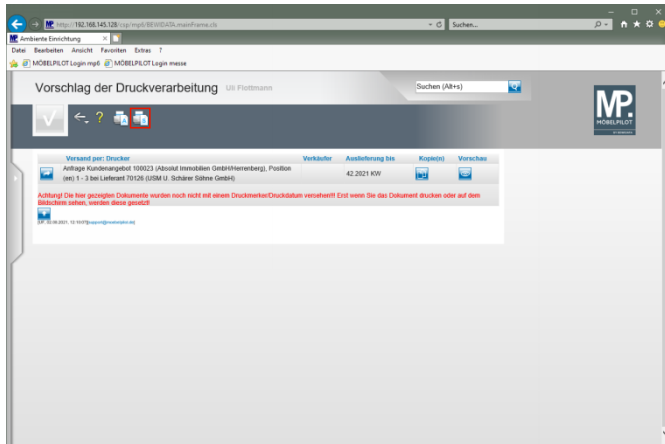 http://192.168.145.128/csp/mp6/BEWIDATA.mainFrame.cls
Suchen...
Ambiente Einrichtung
Datei Bearbeiten Ansicht Favoriten Extras ?
MÖBELPILOT Login mp6 MÖBELPILOT Login messe
Vorschlag der Druckverarbeitung Uli Flottmann
Suchen (Alt+s)
MP.
MÖBELPILOT
Versand per: Drucker Verkäufer Auslieferung bis Kopie(n) Vorschau
Anfrage Kundenangebot 100023 (Absolut Immobilien GmbH/Herrenberg), Position
(en) 1 - 3 bei Lieferant 70126 (USM U. Schärer Söhne GmbH)
42.2021 KW
Achtung! Die hier gezeigten Dokumente wurden noch nicht mit einem Druckmerker/Druckdatum versehen!!! Erst wenn Sie das Dokument drucken oder auf dem
Bildschirm sehen, werden diese gesetzt!